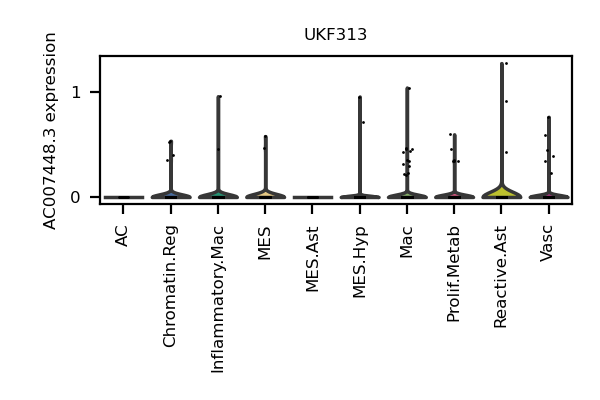 UKF313
AC007448.3 expression
1
0
AC
Chromatin.Reg
Inflammatory.Mac
MES
MES.Ast
MES.Hyp
Mac
Prolif.Metab
Reactive.Ast
Vasc